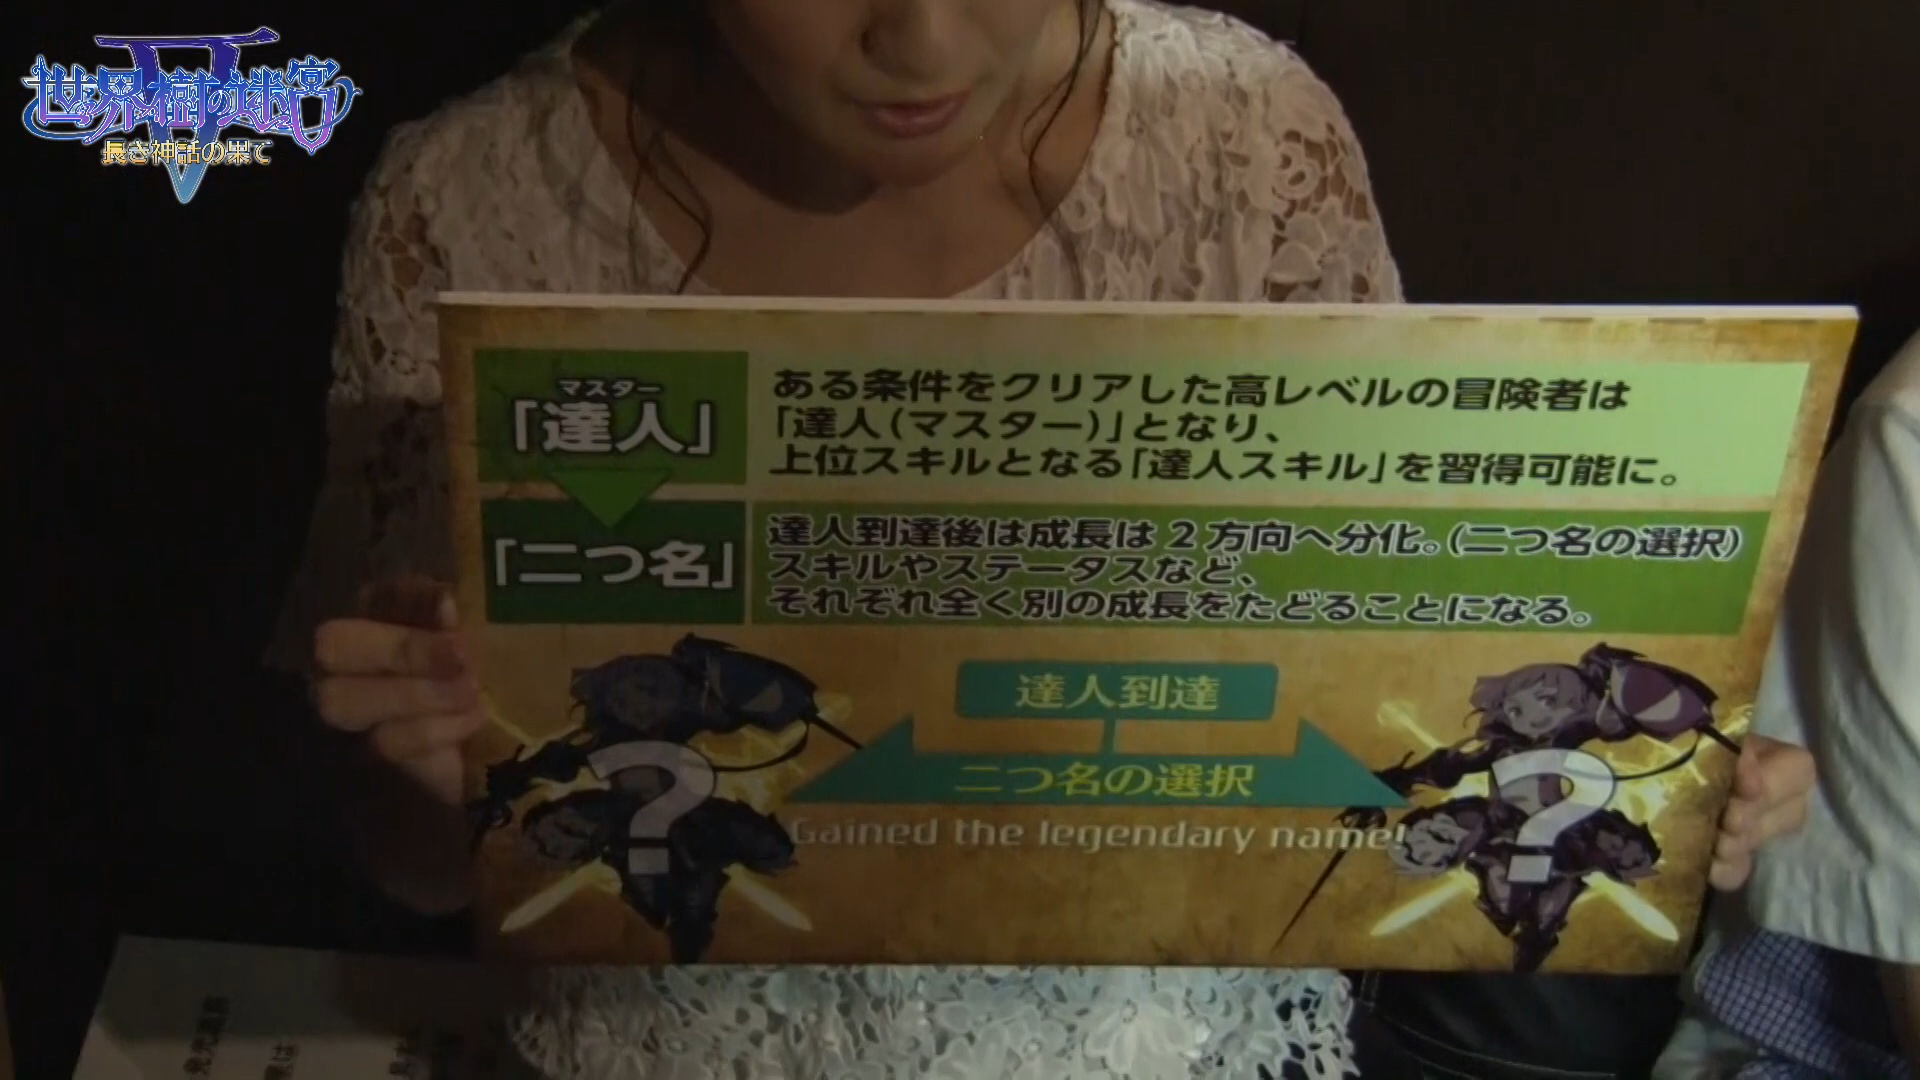 世界樹の迷宮V
長き神話の果て
マスター
「達人」
ある条件をクリアした高レベルの冒険者は
「達人(マスター)」となり、
上位スキルとなる「達人スキル」を習得可能に。
「二つ名」
達人到達後は成長は2方向へ分化。(二つ名の選択)
スキルやステータスなど、
それぞれ全く別の成長をたどることになる。
達人到達
二つ名の選択
Gained the legendary name!
?
?